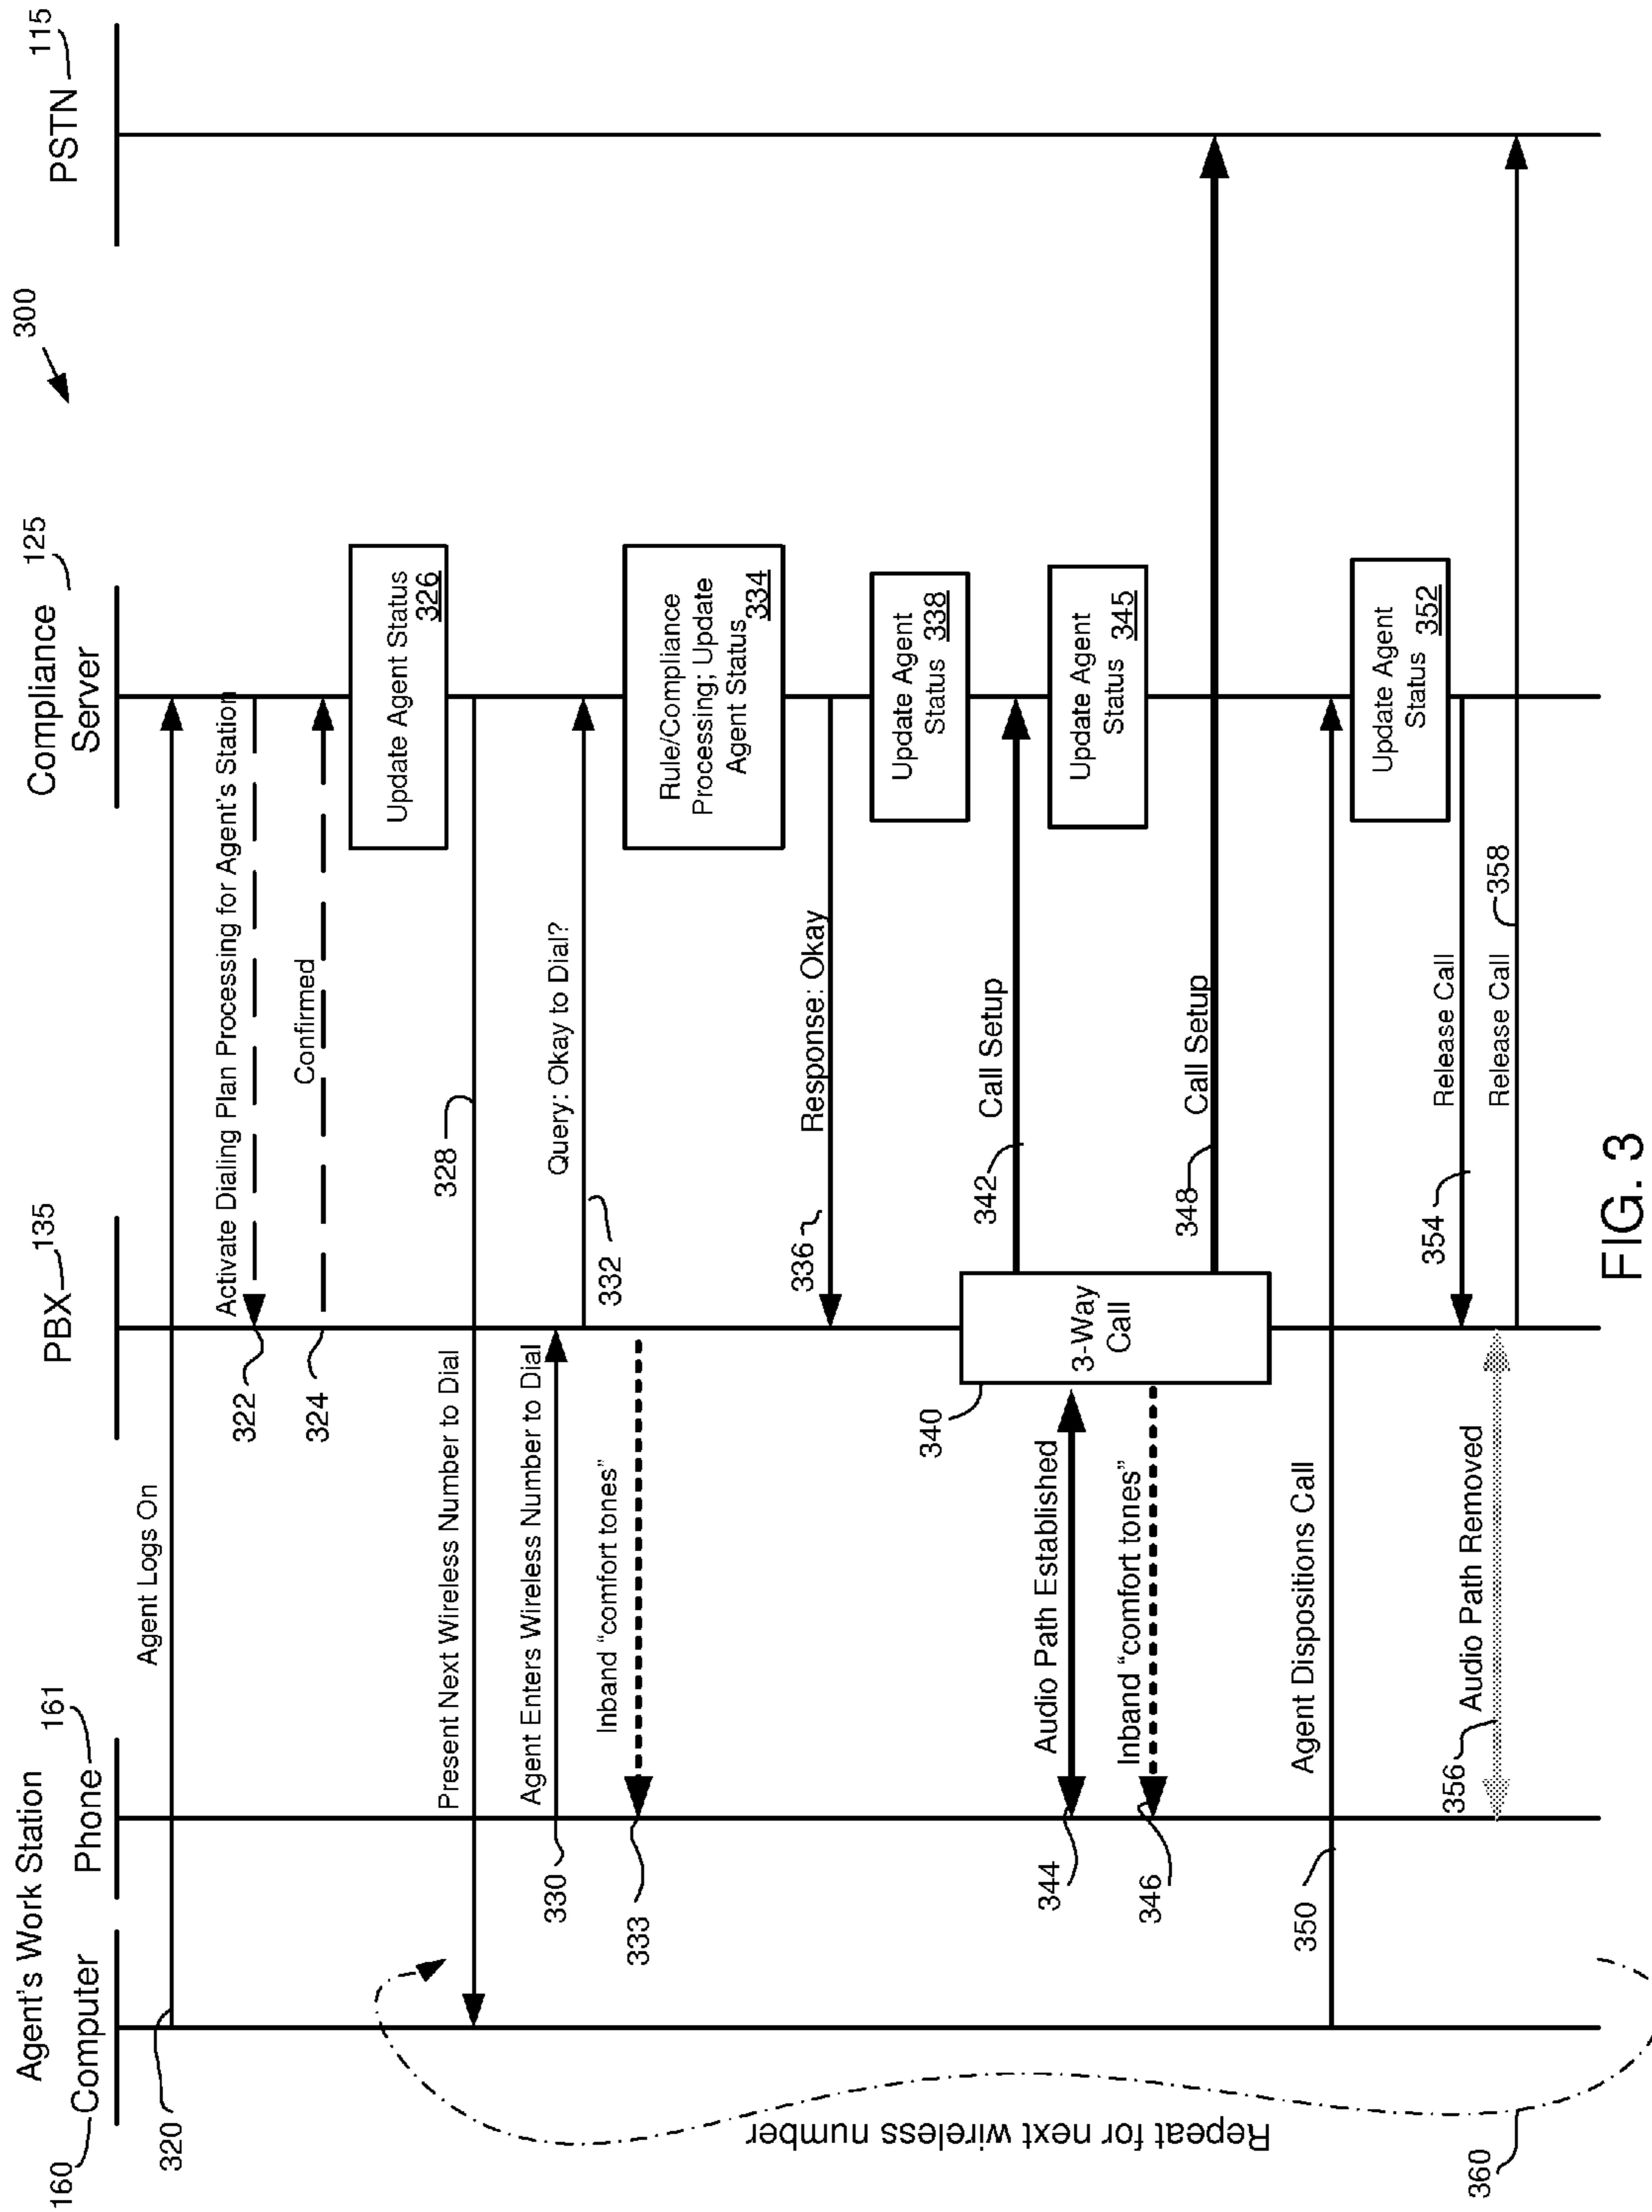 300
Agent's Work Station
160
Computer
Phone
161
PBX
135
Compliance
Server
125
PSTN
115
320
Agent Logs On
322
Activate Dialing Plan Processing for Agent's Station
324
Confirmed
Update Agent Status
326
Present Next Wireless Number to Dial
328
330
Agent Enters Wireless Number to Dial
332
Query: Okay to Dial?
333
Inband “comfort tones”
Rule/Compliance
Processing; Update
Agent Status
334
336
Response: Okay
Update Agent
Status 338
340
3-Way
Call
342
Call Setup
344
Audio Path Established
Update Agent
Status 345
346
Inband “comfort tones”
348
Call Setup
350
Agent Dispositions Call
Update Agent
Status 352
354
Release Call
356
Audio Path Removed
Release Call
358
Repeat for next wireless number
360
FIG. 3